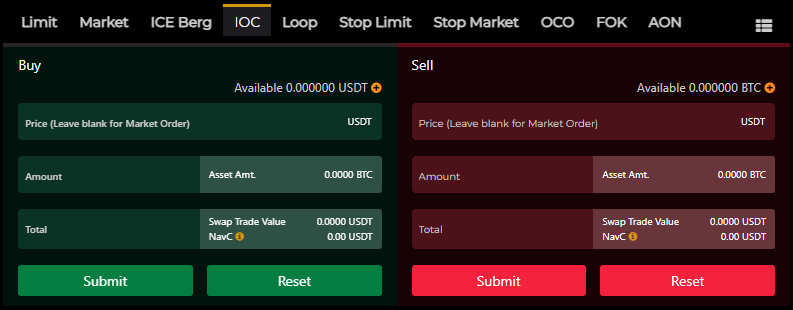 Limit Market ICE Berg IOC Loop Stop Limit Stop Market OCO FOK AON
Buy
Available 0.000000 USDT
Price (Leave blank for Market Order) USDT
Amount Asset Amt. 0.0000 BTC
Total Swap Trade Value 0.0000 USDT
NavC 0.00 USDT
Submit Reset
Sell
Available 0.000000 BTC
Price (Leave blank for Market Order) USDT
Amount Asset Amt. 0.0000 BTC
Total Swap Trade Value 0.0000 USDT
NavC 0.00 USDT
Submit Reset